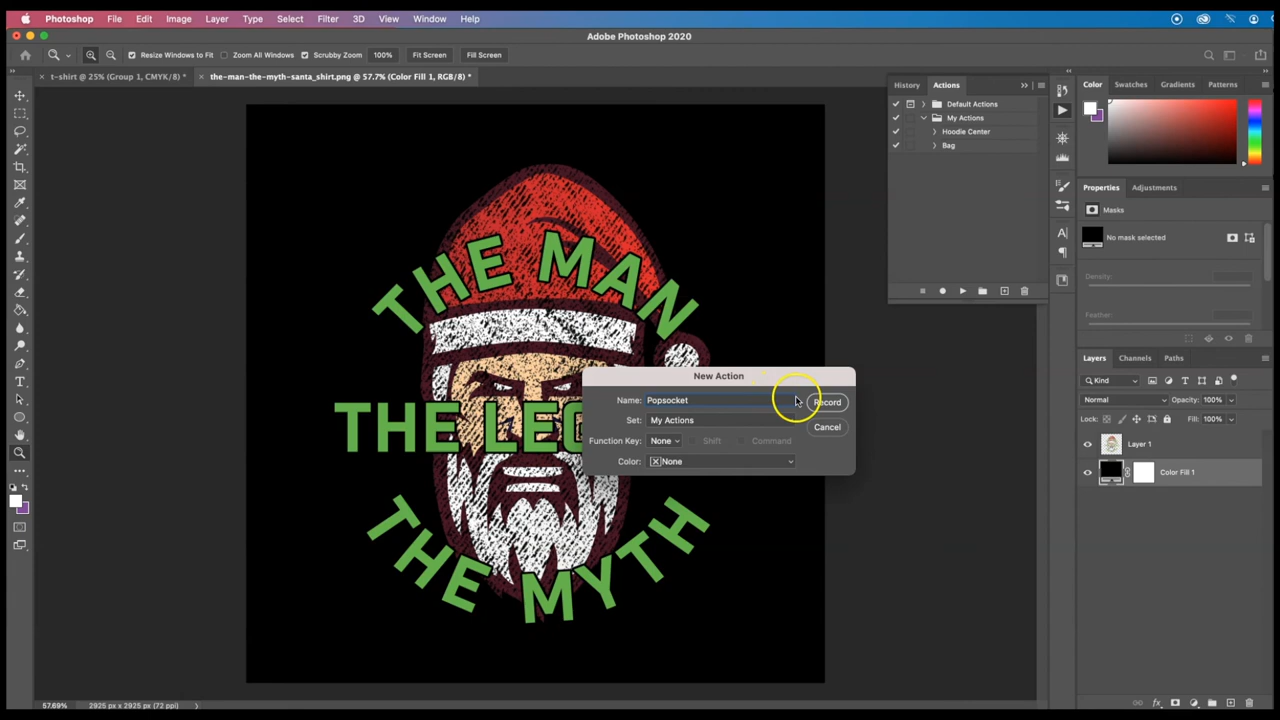 Photoshop File Edit Image Layer Type Select Filter 3D View Window Help
Adobe Photoshop 2020
Resize Windows to Fit Zoom All Windows Scrubby Zoom 100% Fit Screen Fill Screen
t-shirt @ 25% (Group 1, CMYK/8) * the-man-the-myth-santa_shirt.png @ 57.7% (Color Fill 1, RGB/8) *
History Actions
Default Actions
My Actions
Hoodie Center
Bag
Color Swatches Gradients Patterns
Properties Adjustments
Masks
No mask selected
Density:
Feather:
Layers Channels Paths
Kind
Normal Opacity: 100%
Lock: Fill: 100%
Layer 1
Color Fill 1
THE MAN
THE LEG
THE MYTH
New Action
Name: Popsocket
Record
Set: My Actions
Cancel
Function Key: None Shift Command
Color: None
57.69% 2925 px x 2925 px (72 ppi)